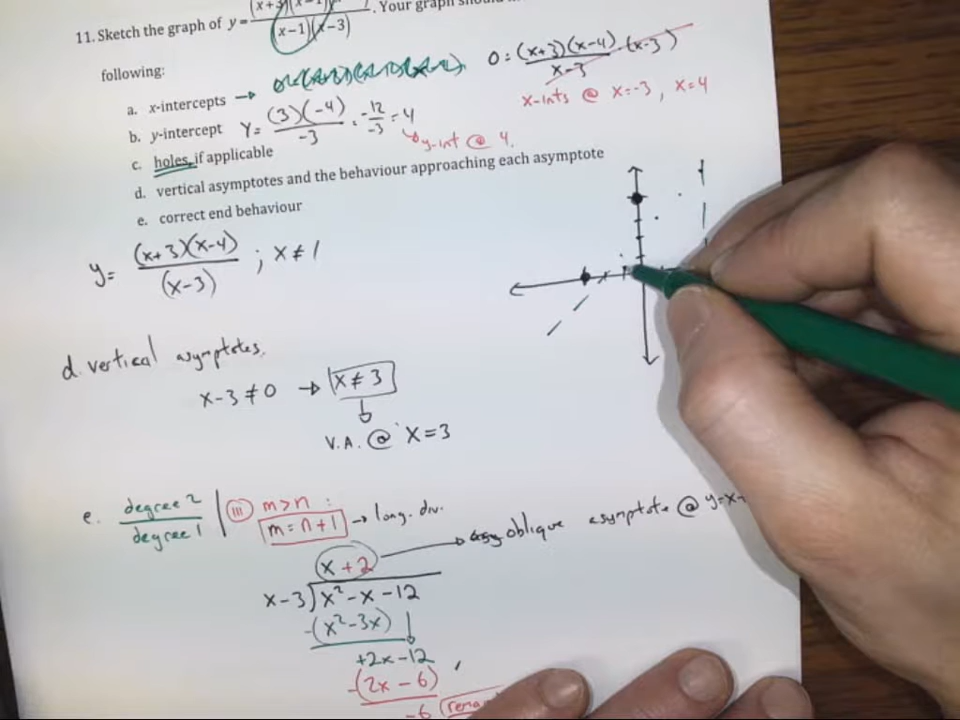 (x+3)(x-1)
11. Sketch the graph of y = (x-1)(x-3) . Your graph should
following:
a. x-intercepts → 0 = (x+3)(x-4) (x-3)
x-3
x-ints @ x=-3, x=4
b. y-intercept y = (3)(-4) / -3 = -12 / -3 = 4
y-int @ 4.
c. holes, if applicable
d. vertical asymptotes and the behaviour approaching each asymptote
e. correct end behaviour
y = (x+3)(x-4) / (x-3) ; x ≠ 1
d. vertical asymptotes.
x-3 ≠ 0 → x ≠ 3
V.A. @ x = 3
e. degree 2 / degree 1 | iii m>n :
m = n+1 → long. div.
x + 2 → oblique asymptote @ y=x
x-3 ) x² - x - 12
-(x² - 3x)
+2x - 12
-(2x - 6)
-6